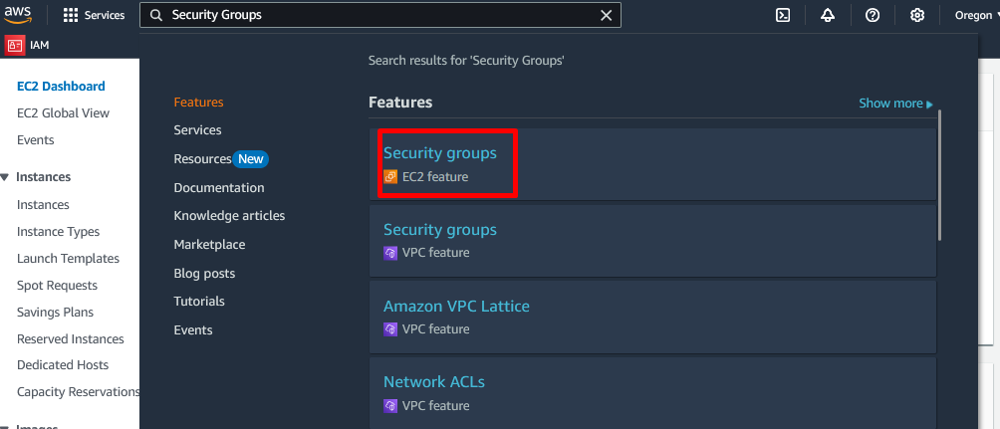 aws
Services
Security Groups
Oregon
IAM
EC2 Dashboard
EC2 Global View
Events
Instances
Instances
Instance Types
Launch Templates
Spot Requests
Savings Plans
Reserved Instances
Dedicated Hosts
Capacity Reservations
Images
Features
Services
Resources New
Documentation
Knowledge articles
Marketplace
Blog posts
Tutorials
Events
Search results for 'Security Groups'
Features
Show more
Security groups
EC2 feature
Security groups
VPC feature
Amazon VPC Lattice
VPC feature
Network ACLs
VPC feature